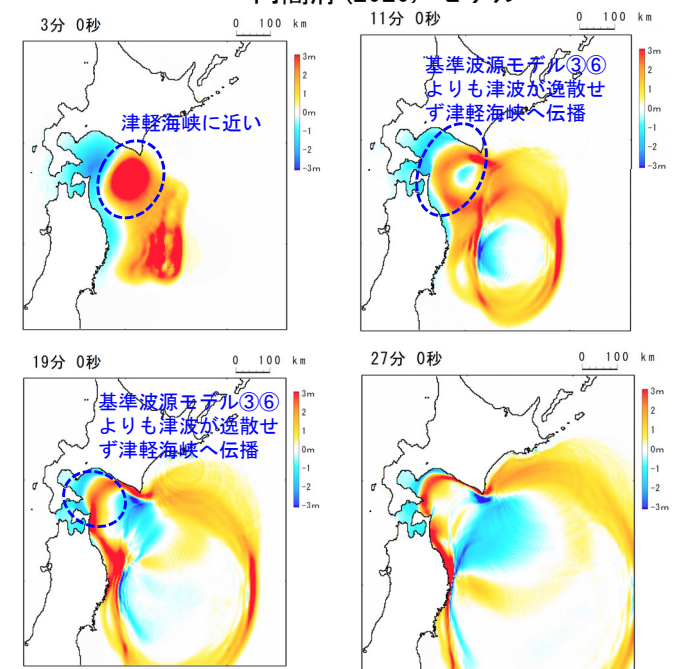 3分 0秒
0 100 km
3m
2
1
0m
-1
-2
-3m
津軽海峡に近い
11分 0秒
0 100 km
3m
2
1
0m
-1
-2
-3m
基準波源モデル③⑥
よりも津波が逸散せ
ず津軽海峡へ伝播
19分 0秒
0 100 km
3m
2
1
0m
-1
-2
-3m
基準波源モデル③⑥
よりも津波が逸散せ
ず津軽海峡へ伝播
27分 0秒
0 100 km
3m
2
1
0m
-1
-2
-3m